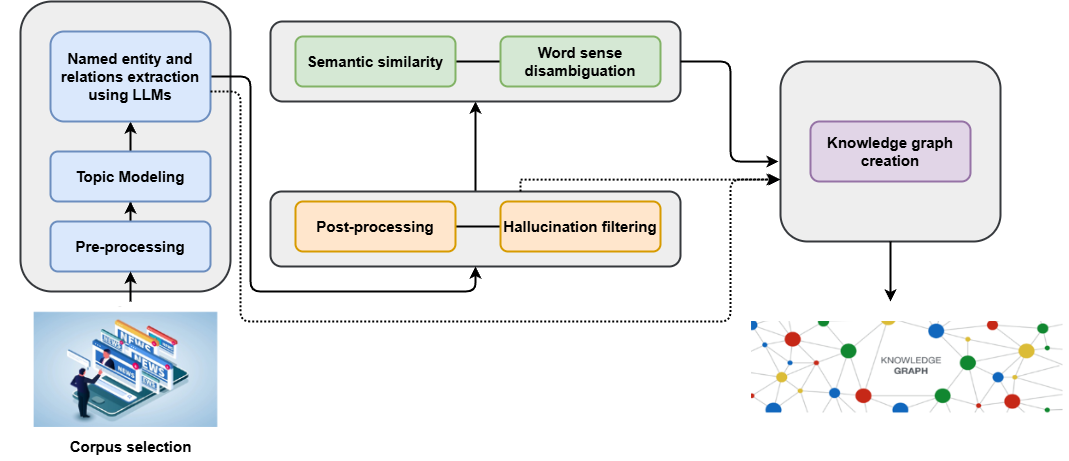 Named entity and
relations extraction
using LLMs
Topic Modeling
Pre-processing
NEWS
NEWS
NEWS
NEWS
Corpus selection
Semantic similarity
Word sense
disambiguation
Post-processing
Hallucination filtering
Knowledge graph
creation
KNOWLEDGE
GRAPH